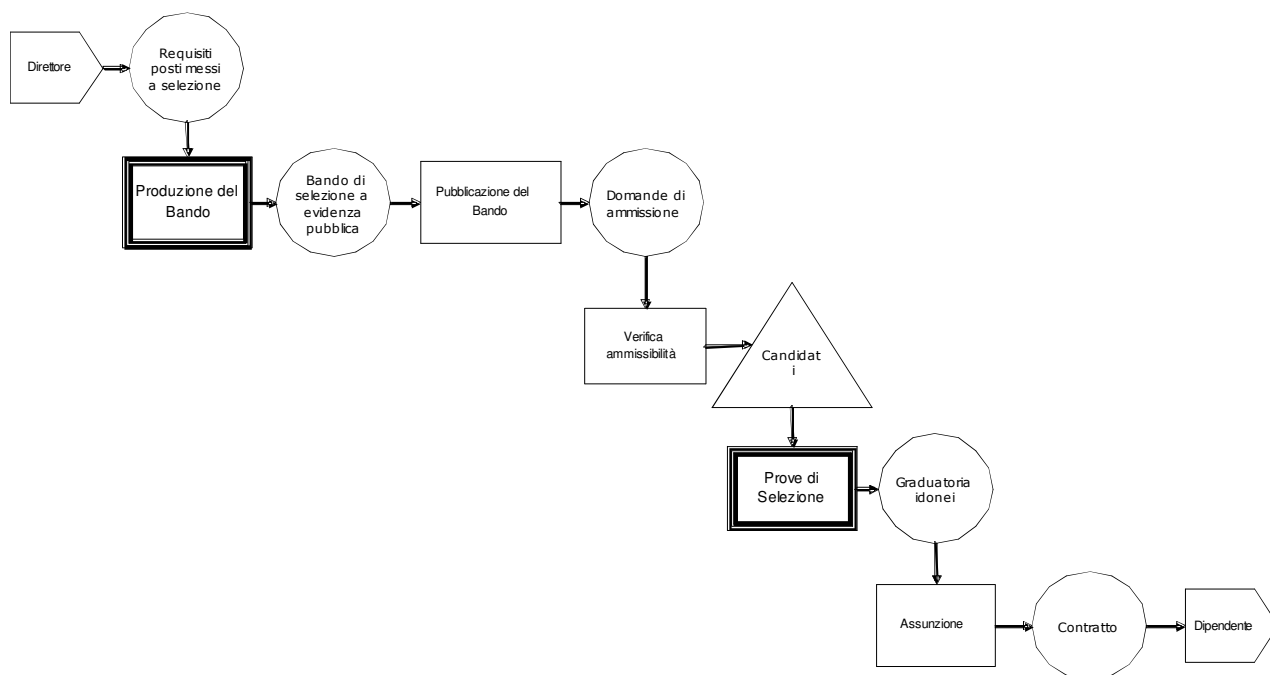 Direttore
Requisiti
posti messi
a selezione
Produzione del
Bando
Bando di
selezione a
evidenza
pubblica
Pubblicazione del
Bando
Domande di
ammissione
Verifica
ammissibilità
Candidat
i
Prove di
Selezione
Graduatoria
idonei
Assunzione
Contratto
Dipendente